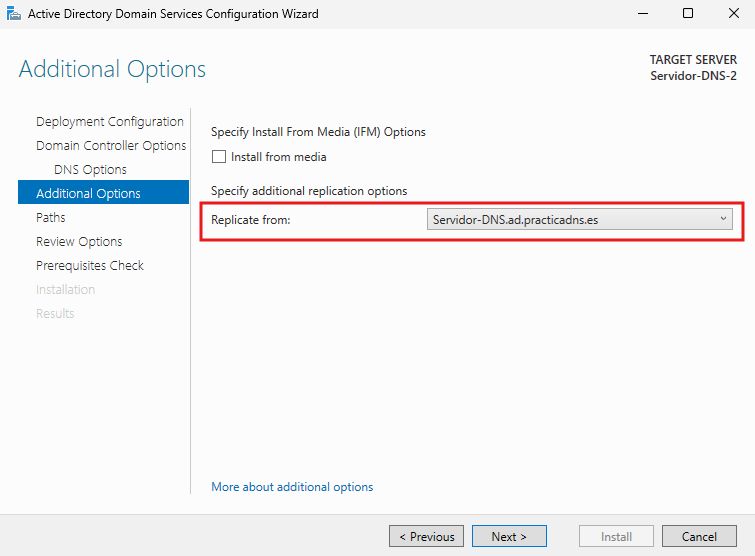 Active Directory Domain Services Configuration Wizard
Additional Options
TARGET SERVER
Servidor-DNS-2
Deployment Configuration
Domain Controller Options
DNS Options
Additional Options
Paths
Review Options
Prerequisites Check
Installation
Results
Specify Install From Media (IFM) Options
Install from media
Specify additional replication options
Replicate from: Servidor-DNS.ad.practicadns.es
More about additional options
< Previous Next > Install Cancel